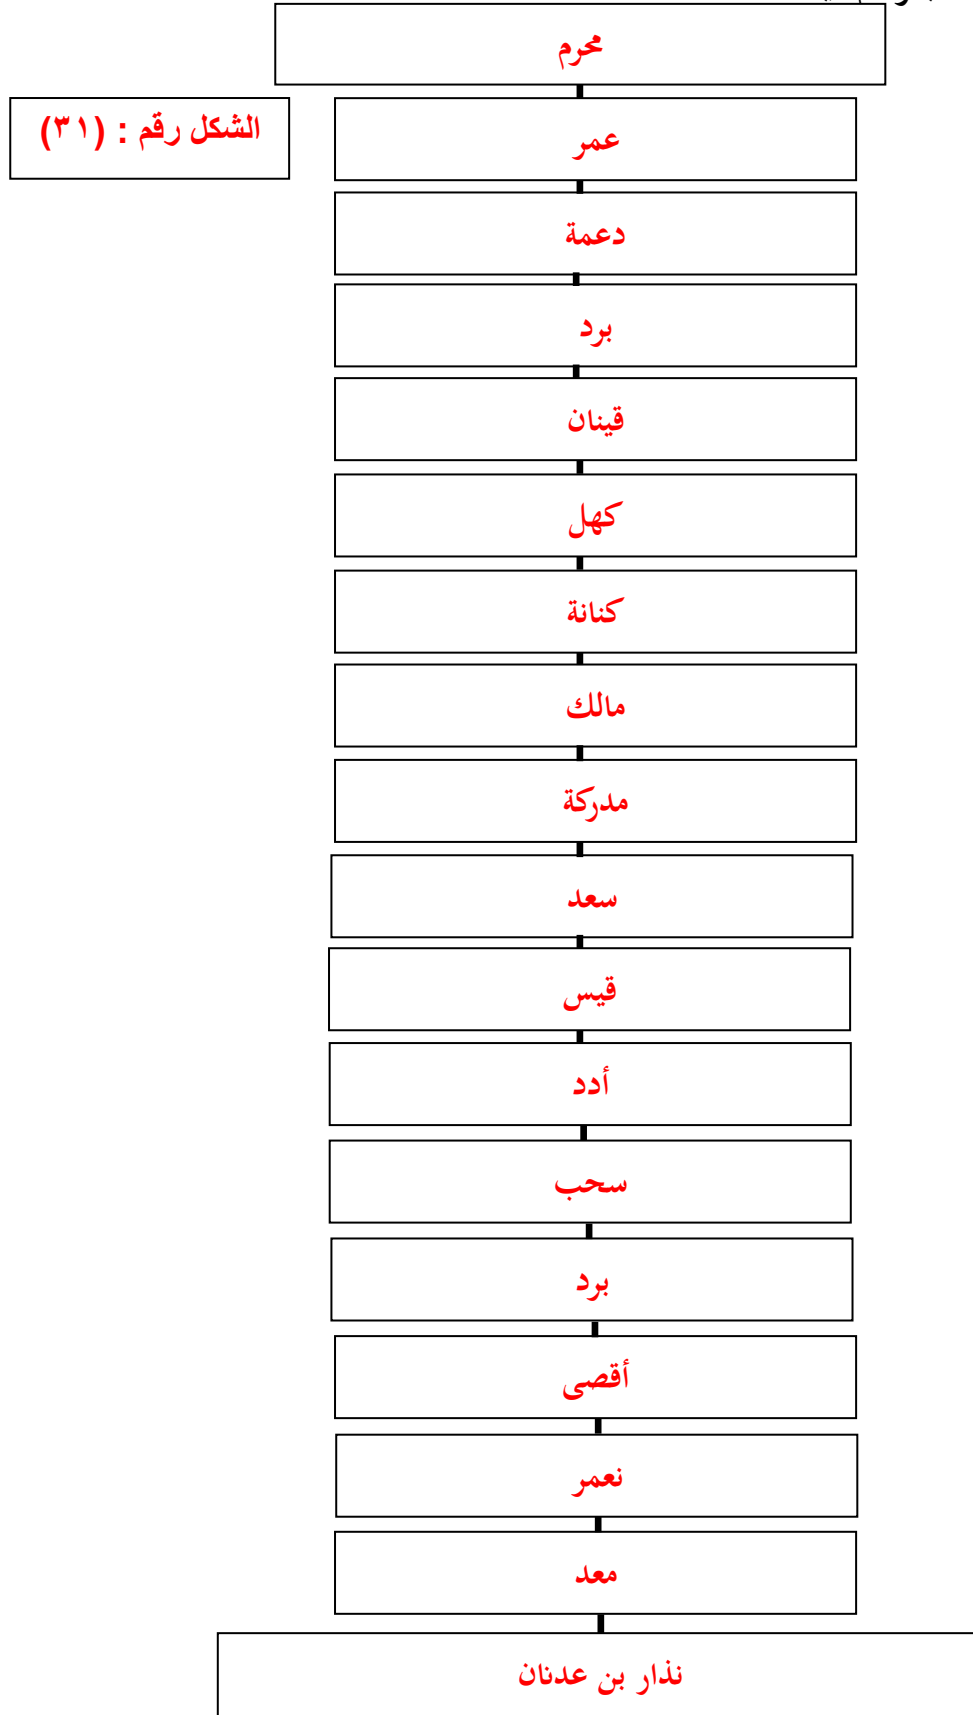 محرم
الشكل رقم : (٣١)
عمر
دعمة
برد
قينان
كهل
كنانة
مالك
مدركة
سعد
قيس
أدد
سحب
برد
أقصى
نعمر
معد
نذار بن عدنان